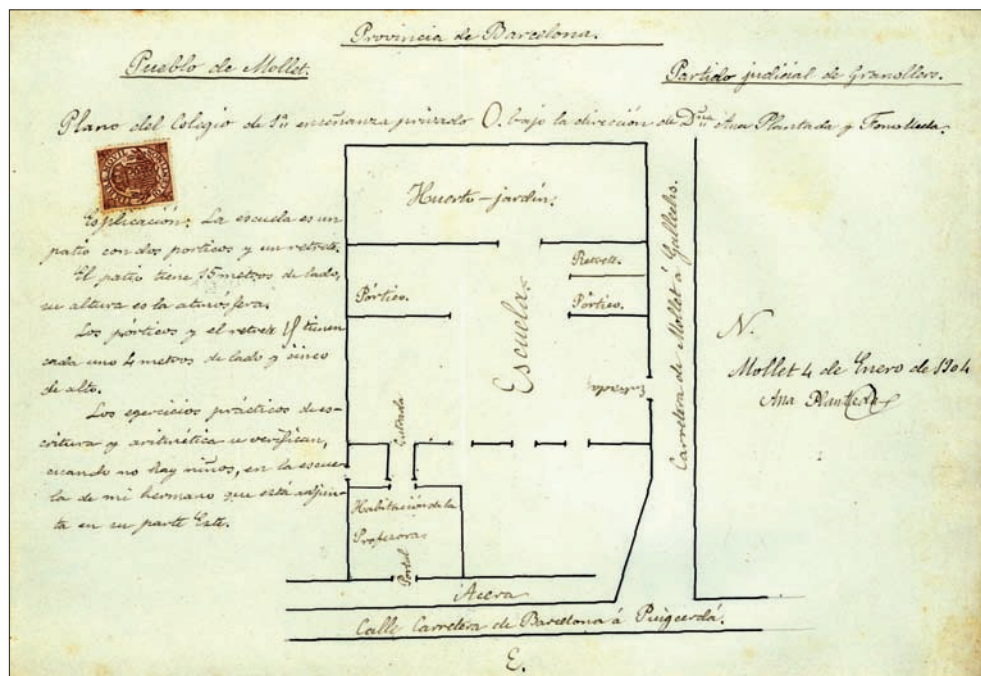 Provincia de Barcelona.
Pueblo de Mollet.
Partido judicial de Granollers.
Plano del Colegio de 1ª enseñanza privado O. bajo la dirección de Dña Ana Plantada y Fonolleda.
MOVIL
Esplicación: La escuela es un
patio con dos porticos y un retrete.
El patio tiene 15 metros de lado,
su altura es la atmósfera.
Los pórticos y el retrete tienen
cada uno 4 metros de lado y cinco
de alto.
Los egercicios prácticos de es-
critura y aritmética se verifican,
cuando no hay niños, en la escue-
la de mi hermano que está adjun-
ta en su parte Este.
Huerto-jardín.
Retrete.
Pórtico.
Pórtico.
Escuela.
Entrada
Entrada
Habitación de la
Profesora.
Portal
Acera
Calle Carretera de Barcelona á Puigcerdá.
E.
Carretera de Mollet á Gallechs.
N.
Mollet 4 de Enero de 1904
Ana Plantada